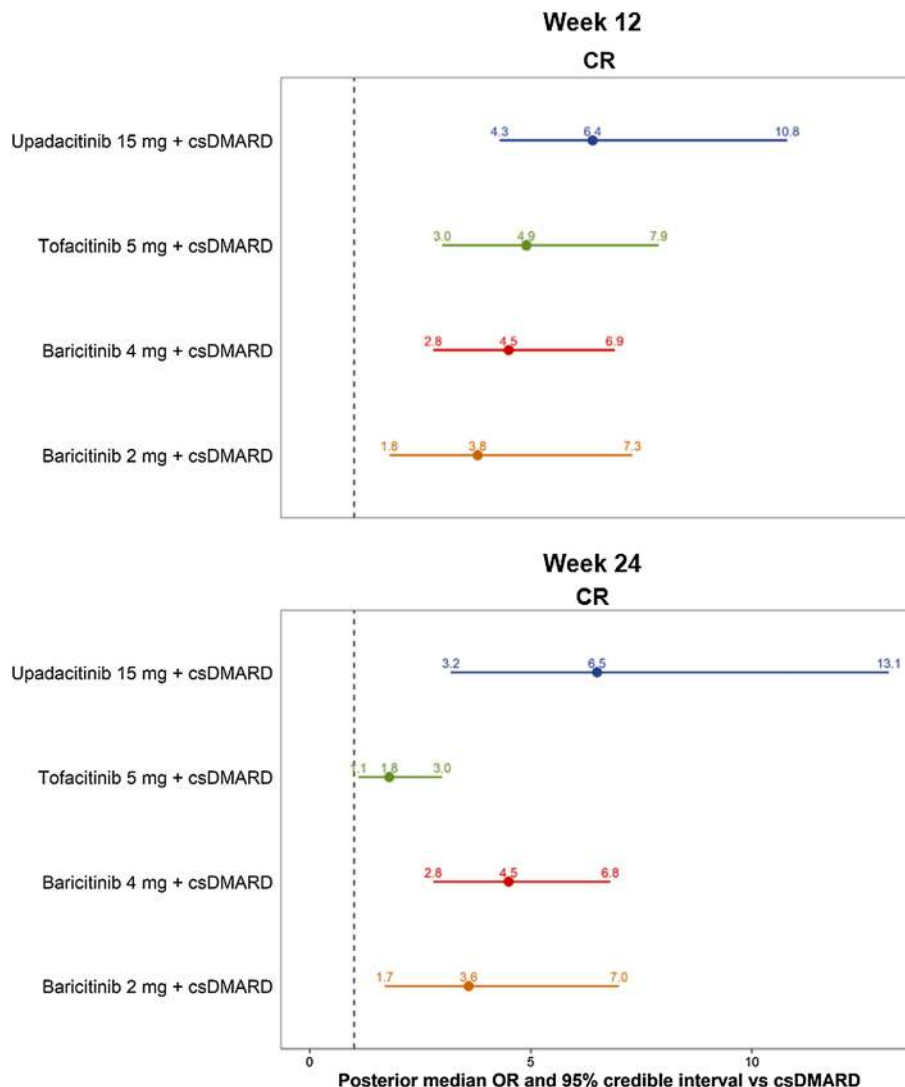 Week 12
CR
Upadacitinib 15 mg + csDMARD
4.3 6.4 10.8
Tofacitinib 5 mg + csDMARD
3.0 4.9 7.9
Baricitinib 4 mg + csDMARD
2.8 4.5 6.9
Baricitinib 2 mg + csDMARD
1.8 3.8 7.3
Week 24
CR
Upadacitinib 15 mg + csDMARD
3.2 6.5 13.1
Tofacitinib 5 mg + csDMARD
1.1 1.8 3.0
Baricitinib 4 mg + csDMARD
2.8 4.5 6.8
Baricitinib 2 mg + csDMARD
1.7 3.6 7.0
0 5 10
Posterior median OR and 95% credible interval vs csDMARD